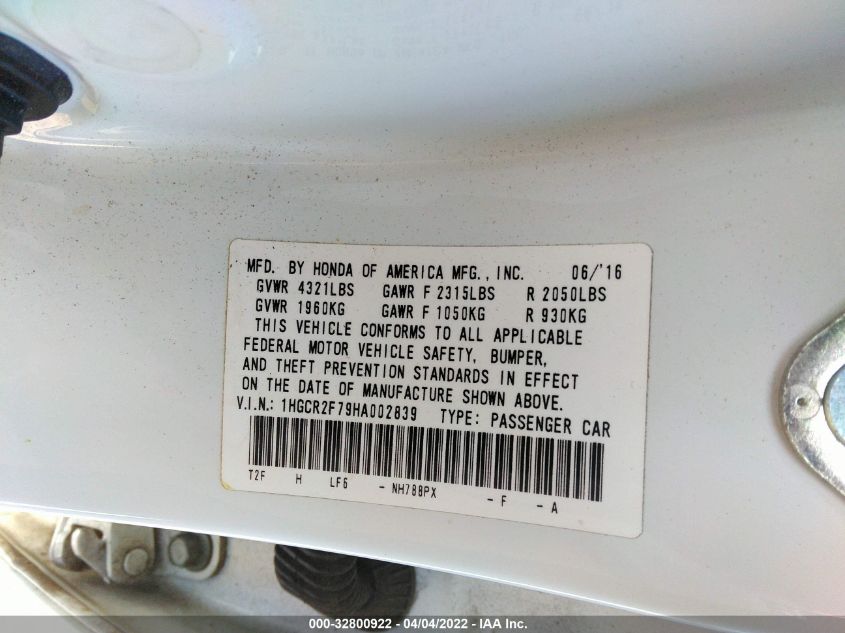 MFD. BY HONDA OF AMERICA MFG., INC. 06/'16
GVWR 4321LBS GAWR F 2315LBS R 2050LBS
GVWR 1960KG GAWR F 1050KG R 930KG
THIS VEHICLE CONFORMS TO ALL APPLICABLE
FEDERAL MOTOR VEHICLE SAFETY, BUMPER,
AND THEFT PREVENTION STANDARDS IN EFFECT
ON THE DATE OF MANUFACTURE SHOWN ABOVE.
V.I.N.: 1HGCR2F79HA002839 TYPE: PASSENGER CAR
T2F H LF6 - NH788PX - F - A
000-32800922 - 04/04/2022 - IAA Inc.